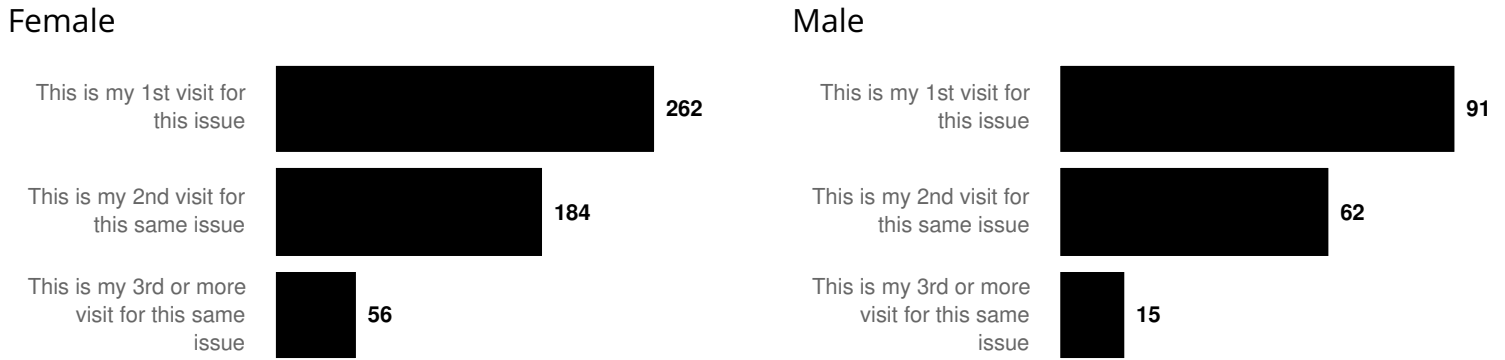 Female
This is my 1st visit for
this issue
262
This is my 2nd visit for
this same issue
184
This is my 3rd or more
visit for this same
issue
56
Male
This is my 1st visit for
this issue
91
This is my 2nd visit for
this same issue
62
This is my 3rd or more
visit for this same
issue
15